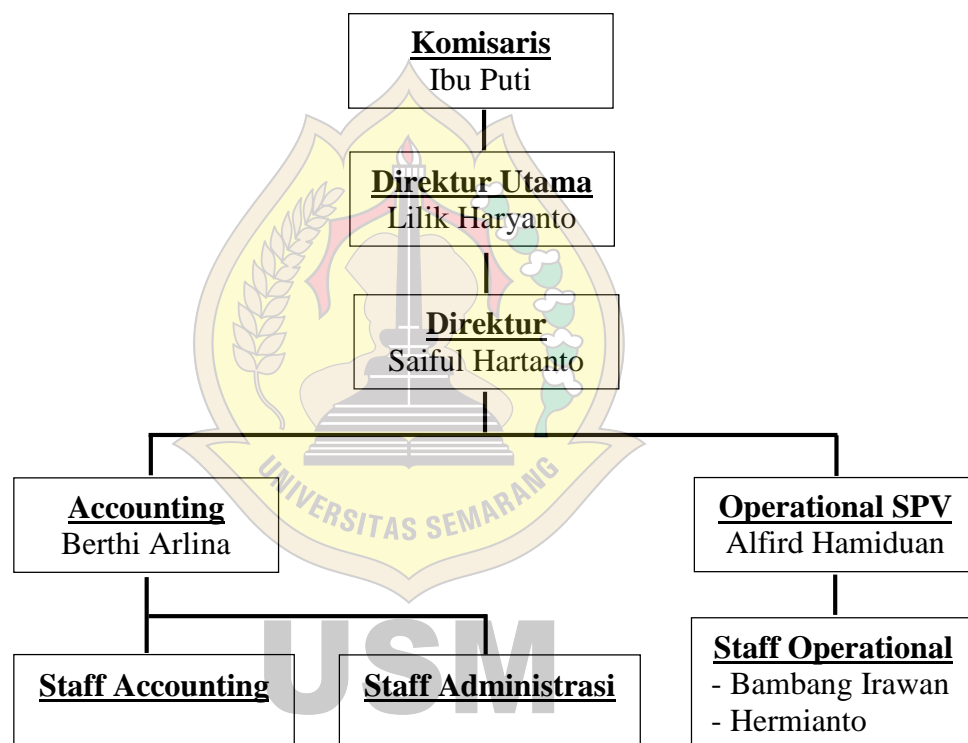 Komisaris
Ibu Puti
Direktur Utama
Lilik Haryanto
Direktur
Saiful Hartanto
Accounting
Berthi Arlina
Operational SPV
Alfird Hamiduan
UNIVERSITAS SEMARANG
USM
Staff Accounting
Staff Administrasi
Staff Operational
- Bambang Irawan
- Hermianto